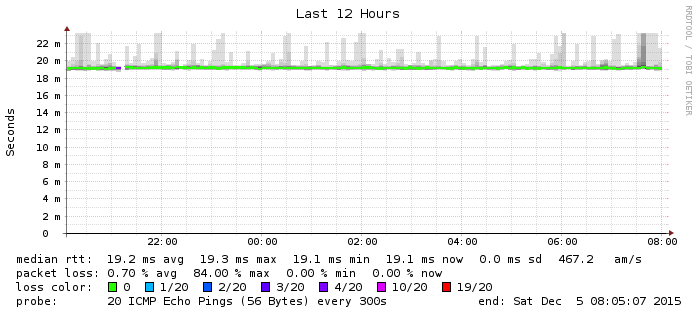 Last 12 Hours
RRDTOOL / TOBI OETIKER
Seconds
22 m
20 m
18 m
16 m
14 m
12 m
10 m
8 m
6 m
4 m
2 m
0
22:00 00:00 02:00 04:00 06:00 08:00
median rtt: 19.2 ms avg 19.3 ms max 19.1 ms min 19.1 ms now 0.0 ms sd 467.2 am/s
packet loss: 0.70 % avg 84.00 % max 0.00 % min 0.00 % now
loss color: 0 1/20 2/20 3/20 4/20 10/20 19/20
probe: 20 ICMP Echo Pings (56 Bytes) every 300s end: Sat Dec 5 08:05:07 2015